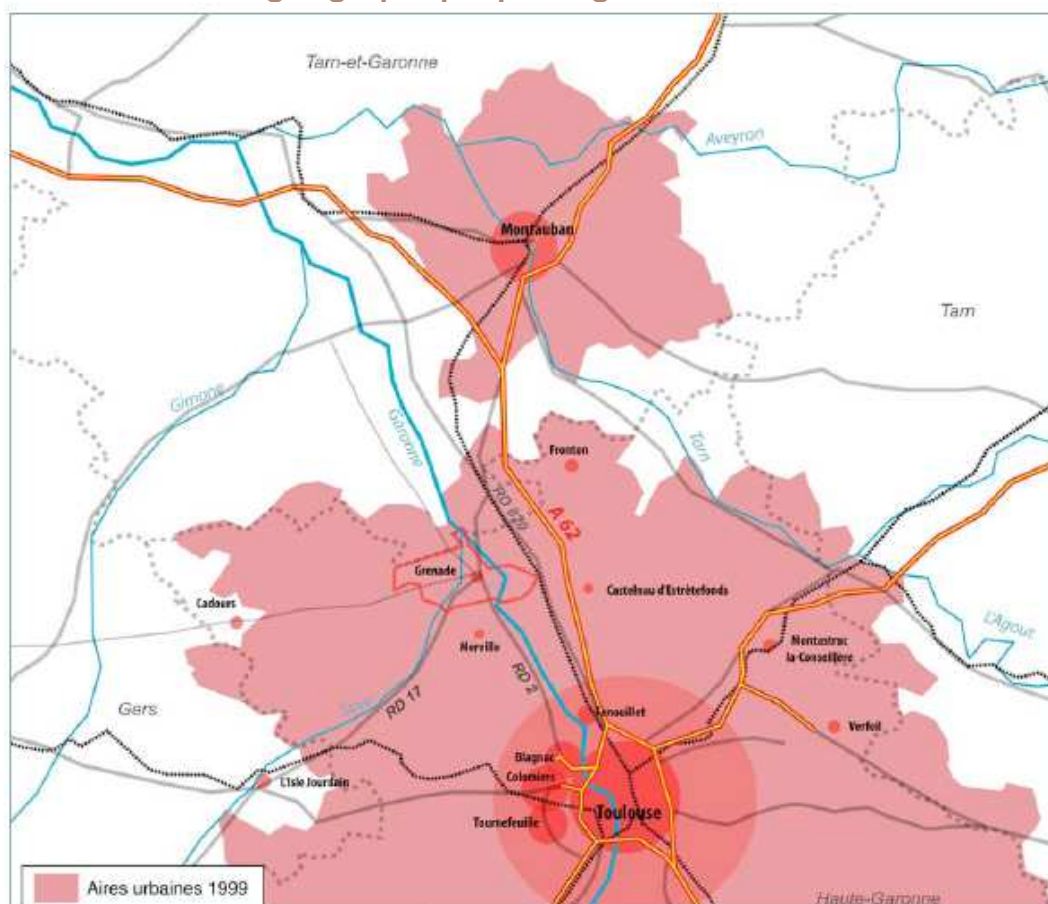 Tarn-et-Garonne
Aveyron
Montauban
Tarn
Gimone
Garonne
Tarn
Fronton
RD 820
A 62
Grenade
Castelnau d'Estrètefonds
Cadours
Merville
Montastruc
la-Conseillère
L'Agout
RD 2
Gers
RD 17
Fenouillet
Verfeil
Blagnac
L'Isle Jourdain
Colomiers
Tournefeuille
Toulouse
Aires urbaines 1999
Haute-Garonne